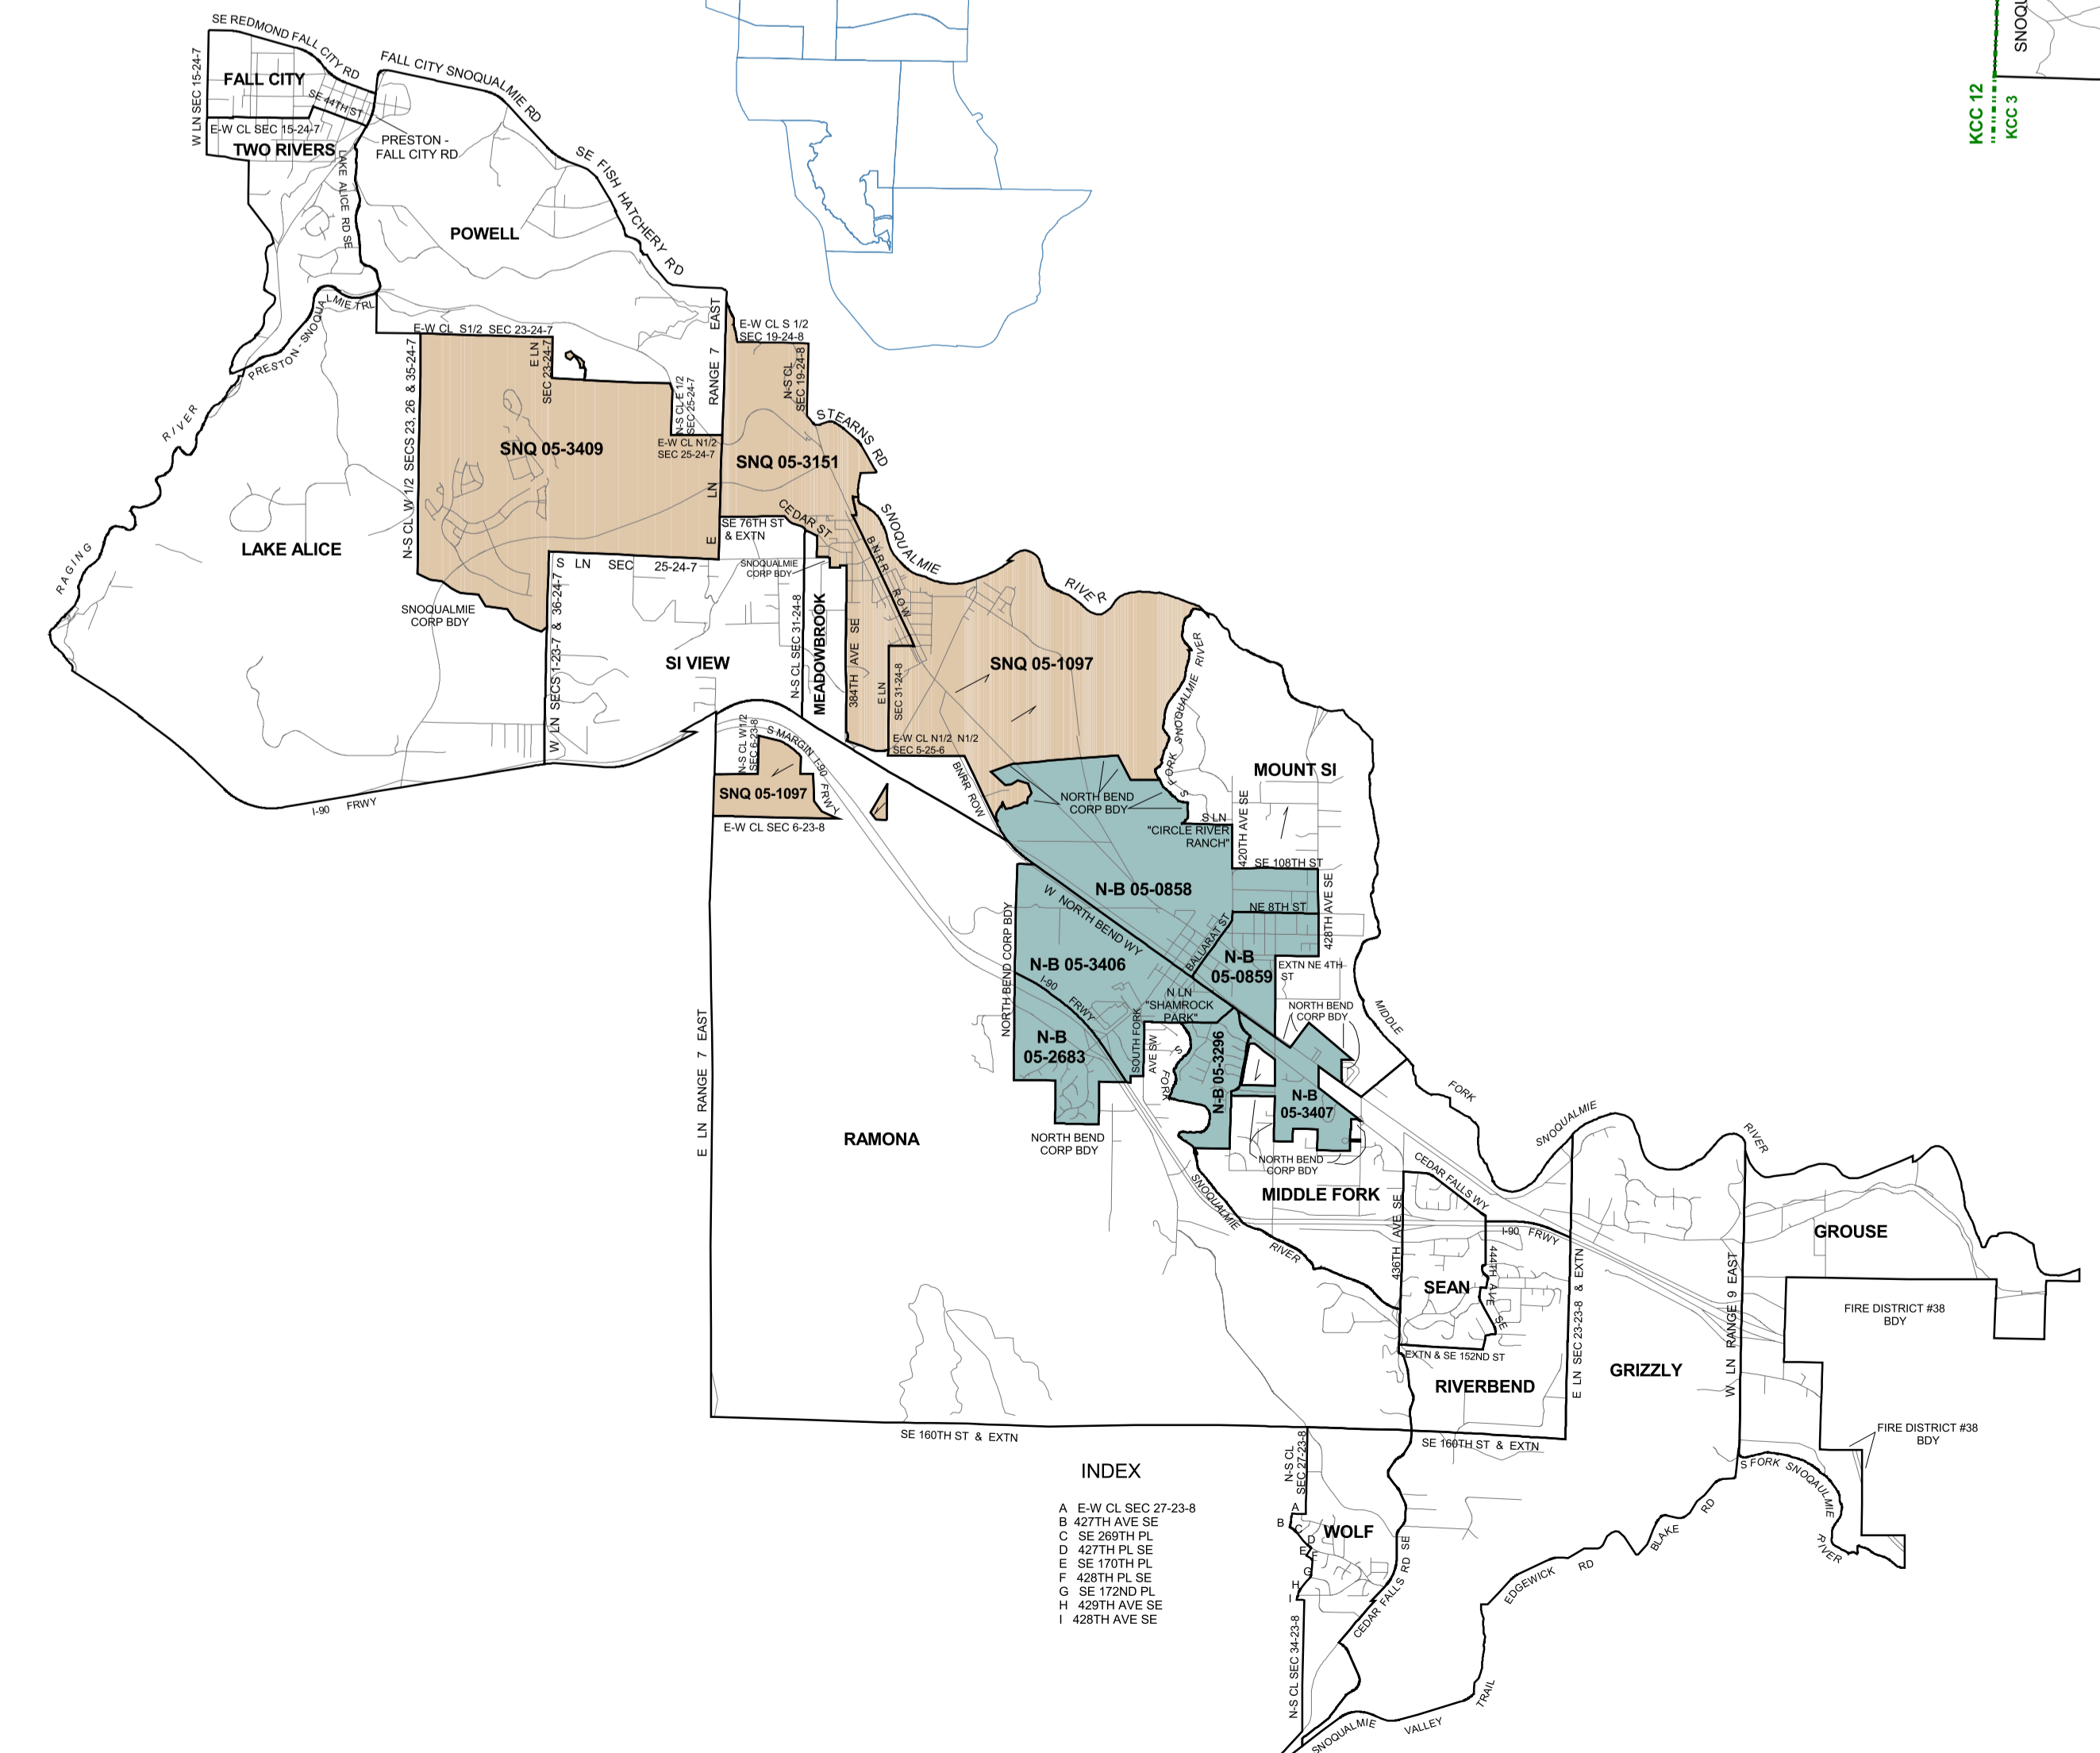 SE REDMOND FALL CITY RD
FALL CITY SNOQUALMIE RD
W LN SEC 15-24-7
FALL CITY
SE 44TH ST
E-W CL SEC 15-24-7
TWO RIVERS
PRESTON -
FALL CITY RD
LAKE ALICE RD SE
SE FISH HATCHERY RD
POWELL
PRESTON - SNOQUALMIE TRL
KCC 12
KCC 3
SNOQU
E-W CL S1/2 SEC 23-24-7
E LN
SEC 23-24-7
N-S CL W 1/2 SECS 23, 26 & 35-24-7
RANGE 7 EAST
E LN
E-W CL S 1/2
SEC 19-24-8
N-S CL
SEC 19-24-8
N-S CL E 1/2
SEC 25-24-7
E-W CL N1/2
SEC 25-24-7
STEARNS RD
SNQ 05-3409
SNQ 05-3151
RAGING RIVER
LAKE ALICE
SE 76TH ST
& EXTN
CEDAR ST
SNOQUALMIE RIVER
BNRR ROW
S LN SEC 25-24-7
SNOQUALMIE
CORP BDY
SNOQUALMIE
CORP BDY
W LN SECS 1-23-7 & 36-24-7
SI VIEW
N-S CL SEC 31-24-8
MEADOWBROOK
384TH AVE SE
E LN
SEC 31-24-8
SNQ 05-1097
S FORK SNOQUALMIE RIVER
E-W CL N1/2 N1/2
SEC 5-25-6
N-S CL W1/2
SEC 6-23-8
S MARGIN I-90 FRWY
SNQ 05-1097
E-W CL SEC 6-23-8
I-90 FRWY
BNRR ROW
NORTH BEND
CORP BDY
MOUNT SI
S LN
"CIRCLE RIVER
RANCH"
420TH AVE SE
SE 108TH ST
N-B 05-0858
NE 8TH ST
428TH AVE SE
W NORTH BEND WY
BALLARAT ST
NORTH BEND CORP BDY
N-B 05-3406
N-B
05-0859
EXTN NE 4TH
ST
I-90 FRWY
N LN
"SHAMROCK
PARK"
NORTH BEND
CORP BDY
MIDDLE FORK SNOQUALMIE RIVER
N-B
05-2683
SOUTH FORK
AVE SW
S FORK
N-B 05-3296
N-B
05-3407
E LN RANGE 7 EAST
RAMONA
NORTH BEND
CORP BDY
NORTH BEND
CORP BDY
SNOQUALMIE RIVER
MIDDLE FORK
CEDAR FALLS WY
436TH AVE SE
I-90 FRWY
SEAN
444TH AVE SE
E LN SEC 23-23-8 & EXTN
GROUSE
W LN RANGE 9 EAST
FIRE DISTRICT #38
BDY
EXTN & SE 152ND ST
RIVERBEND
GRIZZLY
SE 160TH ST & EXTN
SE 160TH ST & EXTN
FIRE DISTRICT #38
BDY
S FORK SNOQAULMIE RIVER
N-S CL
SEC 27-23-8
INDEX
A E-W CL SEC 27-23-8
B 427TH AVE SE
C SE 269TH PL
D 427TH PL SE
E SE 170TH PL
F 428TH PL SE
G SE 172ND PL
H 429TH AVE SE
I 428TH AVE SE
A
B
C
D
E
F
G
H
I
WOLF
CEDAR FALLS RD SE
EDGEWICK RD
BLAKE RD
N-S CL SEC 34-23-8
SNOQUALMIE VALLEY TRAIL